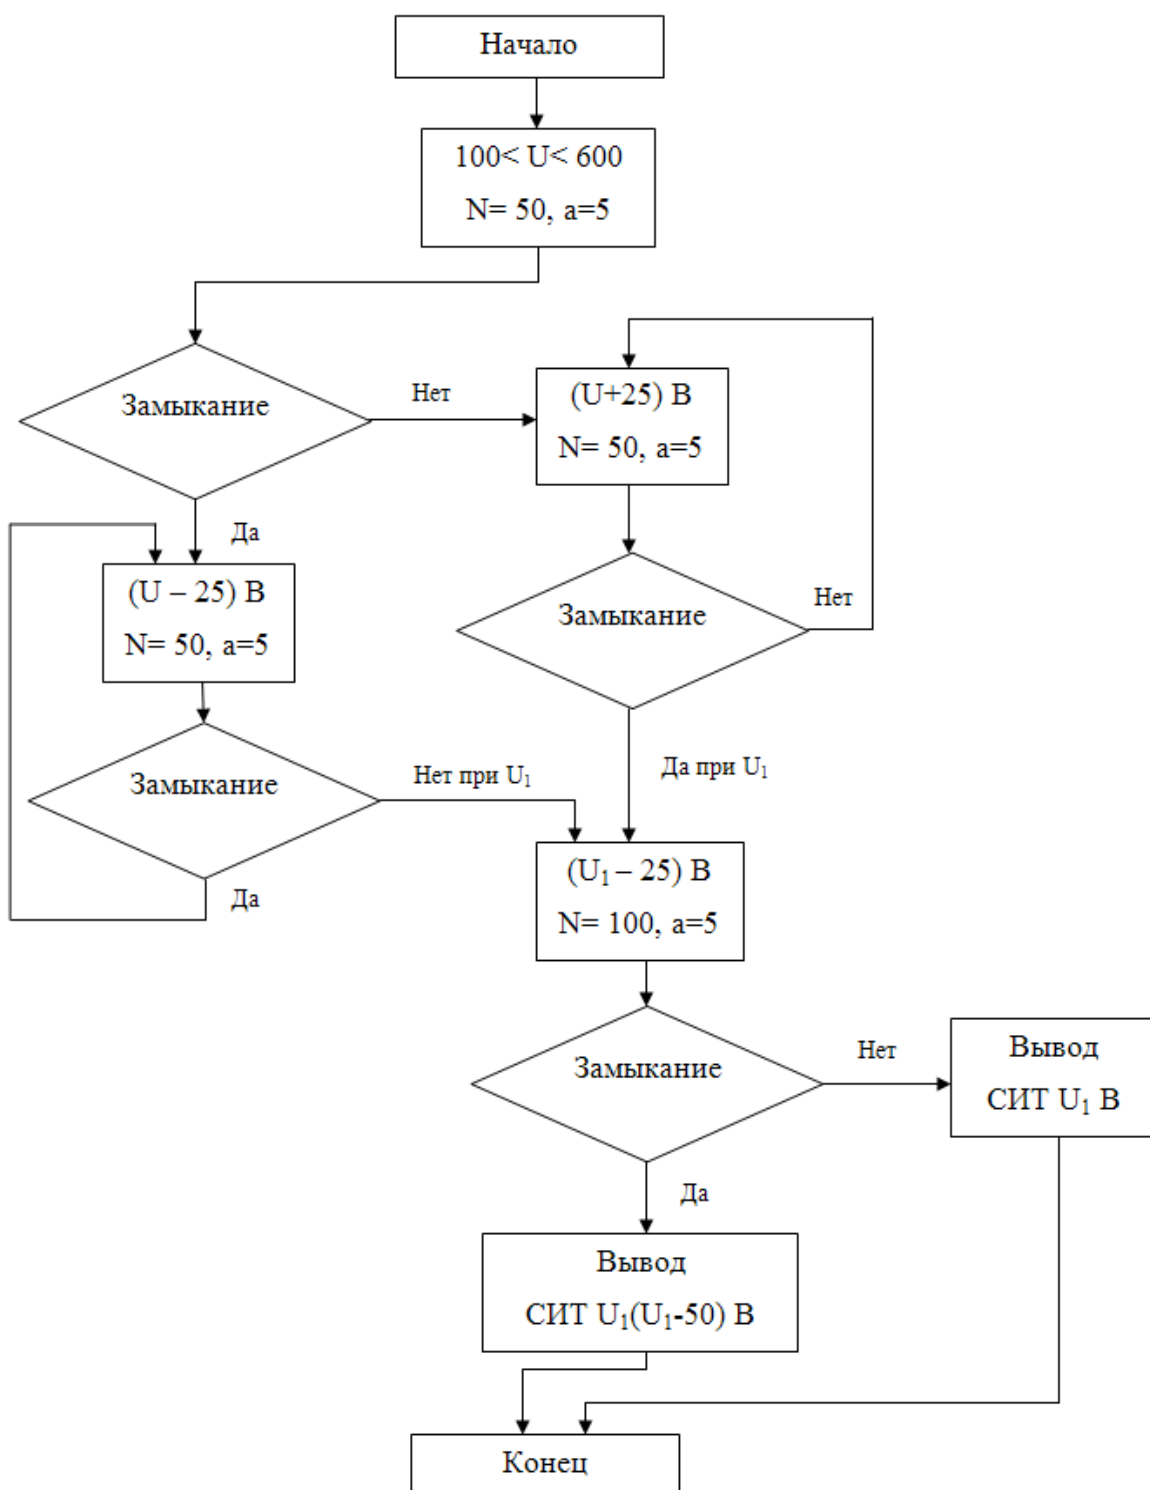 Начало
100< U< 600
N= 50, a=5
Замыкание
Нет
(U+25) В
N= 50, a=5
Да
(U – 25) В
N= 50, a=5
Замыкание
Нет
Замыкание
Нет при U₁
Да
Да при U₁
(U₁ – 25) В
N= 100, a=5
Замыкание
Нет
Вывод
СИТ U₁ В
Да
Вывод
СИТ U₁(U₁-50) В
Конец